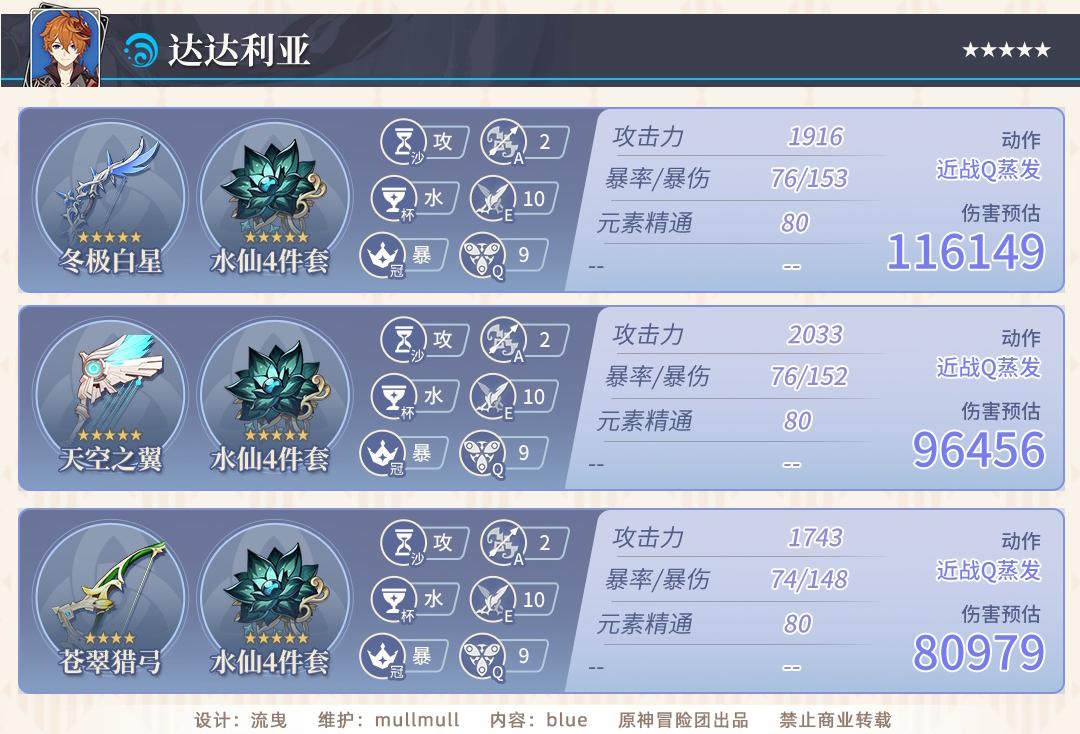 达达利亚
★★★★★
冬极白星
水仙4件套
沙 攻 A 2
杯 水 E 10
冠 暴 Q 9
攻击力 1916
暴率/暴伤 76/153
元素精通 80
-- --
动作
近战Q蒸发
伤害预估
116149
天空之翼
水仙4件套
沙 攻 A 2
杯 水 E 10
冠 暴 Q 9
攻击力 2033
暴率/暴伤 76/152
元素精通 80
-- --
动作
近战Q蒸发
伤害预估
96456
苍翠猎弓
水仙4件套
沙 攻 A 2
杯 水 E 10
冠 暴 Q 9
攻击力 1743
暴率/暴伤 74/148
元素精通 80
-- --
动作
近战Q蒸发
伤害预估
80979
设计：流曳 维护：mullmull 内容：blue 原神冒险团出品 禁止商业转载